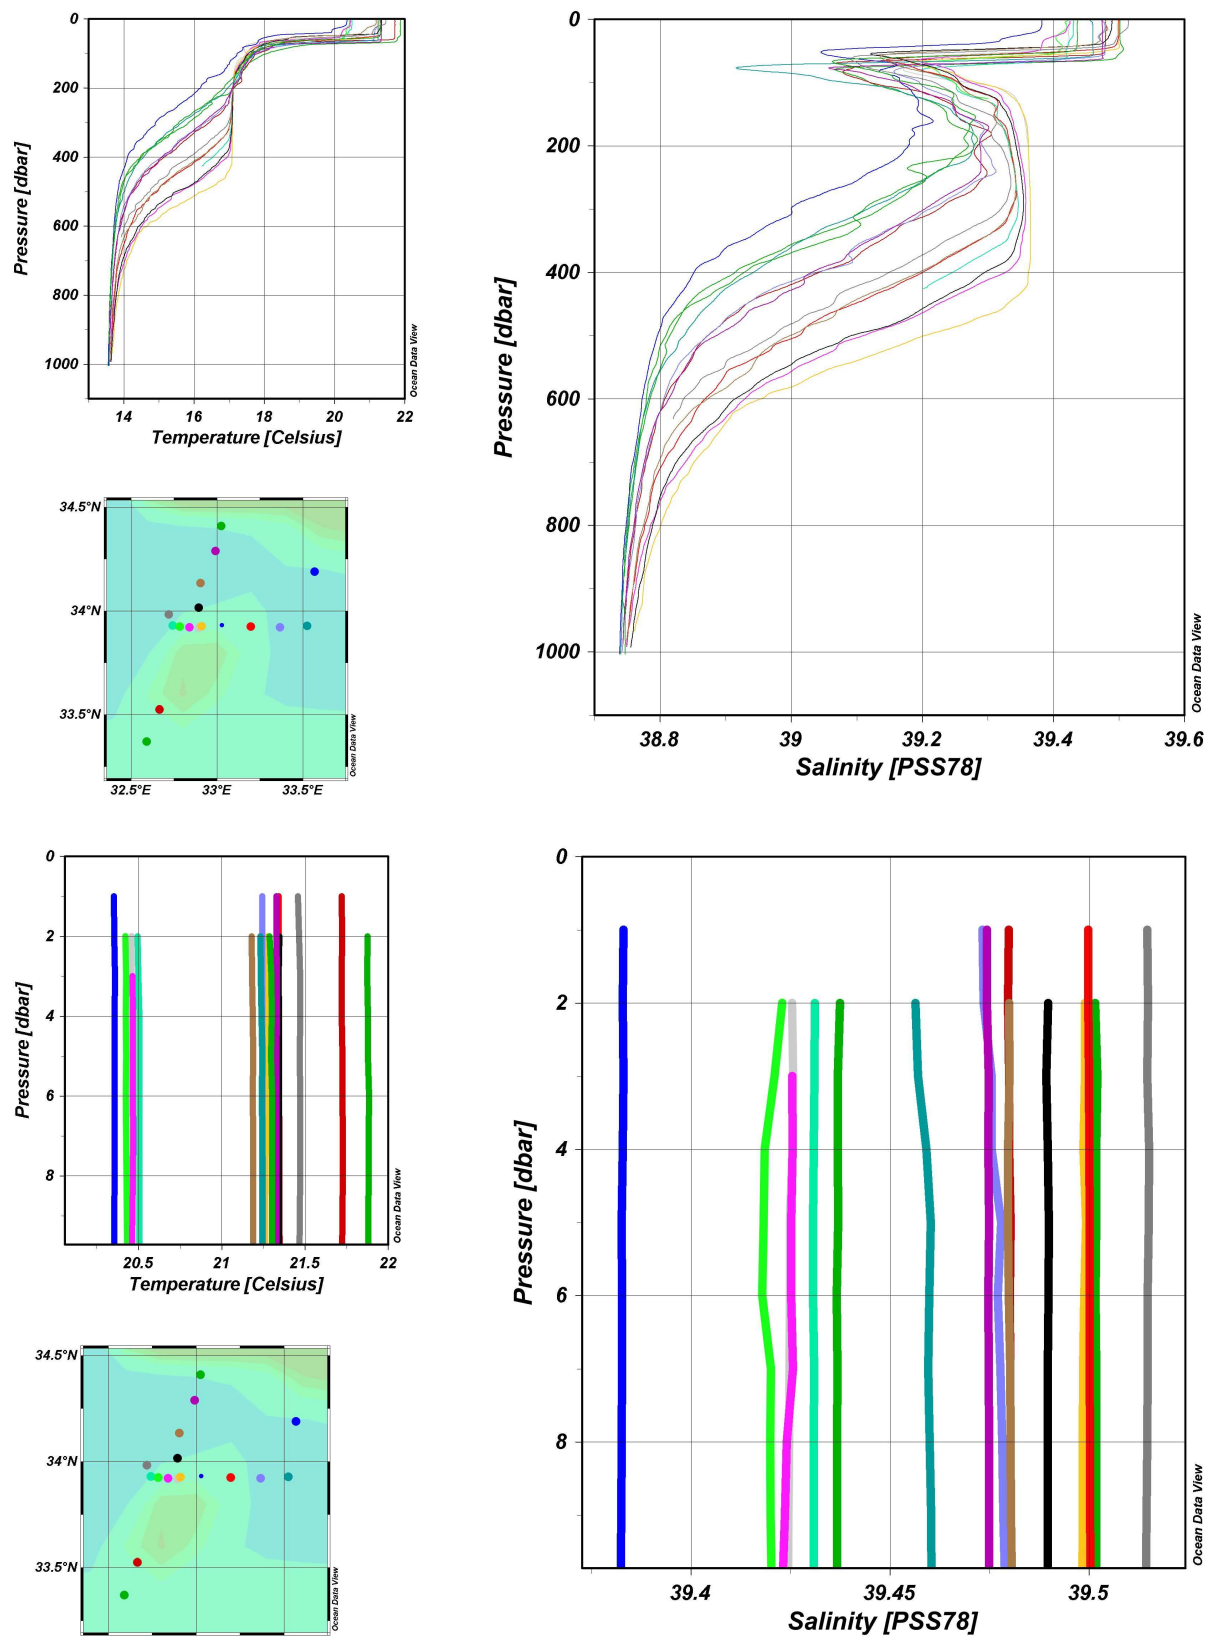 0
200
400
600
800
1000
14 16 18 20 22
Pressure [dbar]
Temperature [Celsius]
Ocean Data View
0
200
400
600
800
1000
38.8 39 39.2 39.4 39.6
Pressure [dbar]
Salinity [PSS78]
Ocean Data View
34.5°N
34°N
33.5°N
32.5°E 33°E 33.5°E
Ocean Data View
0
2
4
6
8
20.5 21 21.5 22
Pressure [dbar]
Temperature [Celsius]
Ocean Data View
0
2
4
6
8
39.4 39.45 39.5
Pressure [dbar]
Salinity [PSS78]
Ocean Data View
34.5°N
34°N
33.5°N
Ocean Data View